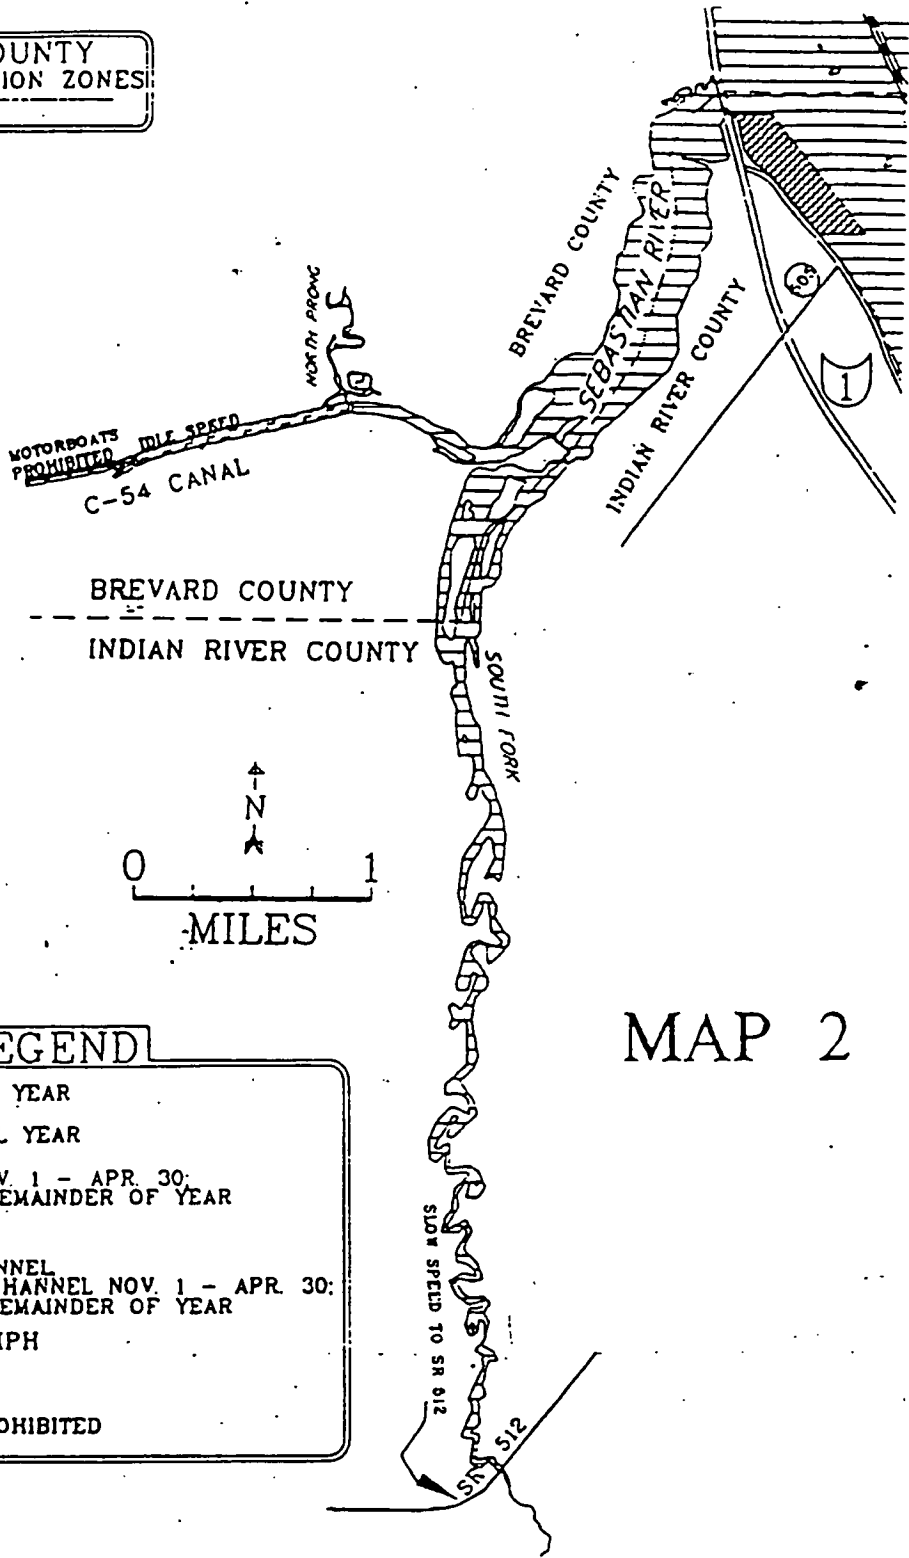 OUNTY
ION ZONES
BREVARD COUNTY
SEBASTIAN RIVER
INDIAN RIVER COUNTY
505
1
NORTH PRONG
MOTORBOATS
PROHIBITED
IDLE SPEED
C-54 CANAL
BREVARD COUNTY
INDIAN RIVER COUNTY
SOUTH FORK
N
0 1
MILES
MAP 2
EGEND
YEAR
L YEAR
V. 1 - APR. 30;
EMAINDER OF YEAR
NNEL
HANNEL NOV. 1 - APR. 30;
EMAINDER OF YEAR
MPH
OHIBITED
SLOW SPEED TO SR 512
SR 512